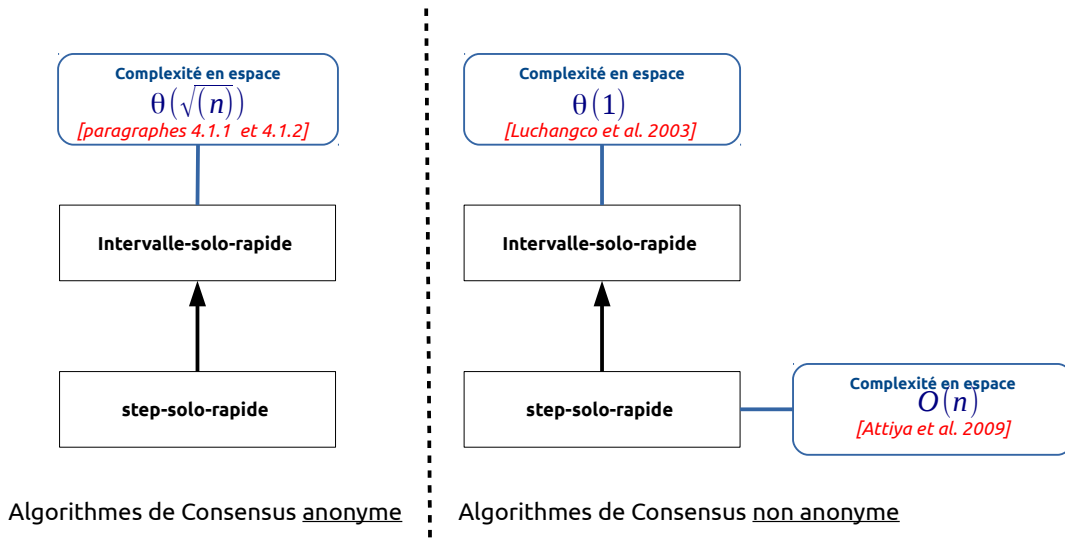 Complexité en espace
θ(√(n))
[paragraphes 4.1.1 et 4.1.2]
Intervalle-solo-rapide
step-solo-rapide
Algorithmes de Consensus anonyme
Complexité en espace
θ(1)
[Luchangco et al. 2003]
Intervalle-solo-rapide
step-solo-rapide
Complexité en espace
O(n)
[Attiya et al. 2009]
Algorithmes de Consensus non anonyme